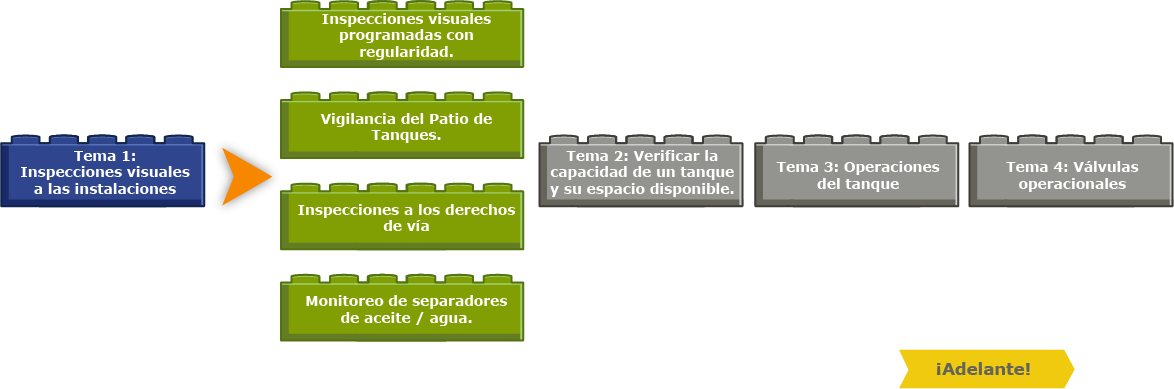 Tema 1:
Inspecciones visuales
a las instalaciones
Inspecciones visuales
programadas con
regularidad.
Vigilancia del Patio de
Tanques.
Inspecciones a los derechos
de vía
Monitoreo de separadores
de aceite / agua.
Tema 2: Verificar la
capacidad de un tanque
y su espacio disponible.
Tema 3: Operaciones
del tanque
Tema 4: Válvulas
operacionales
¡Adelante!